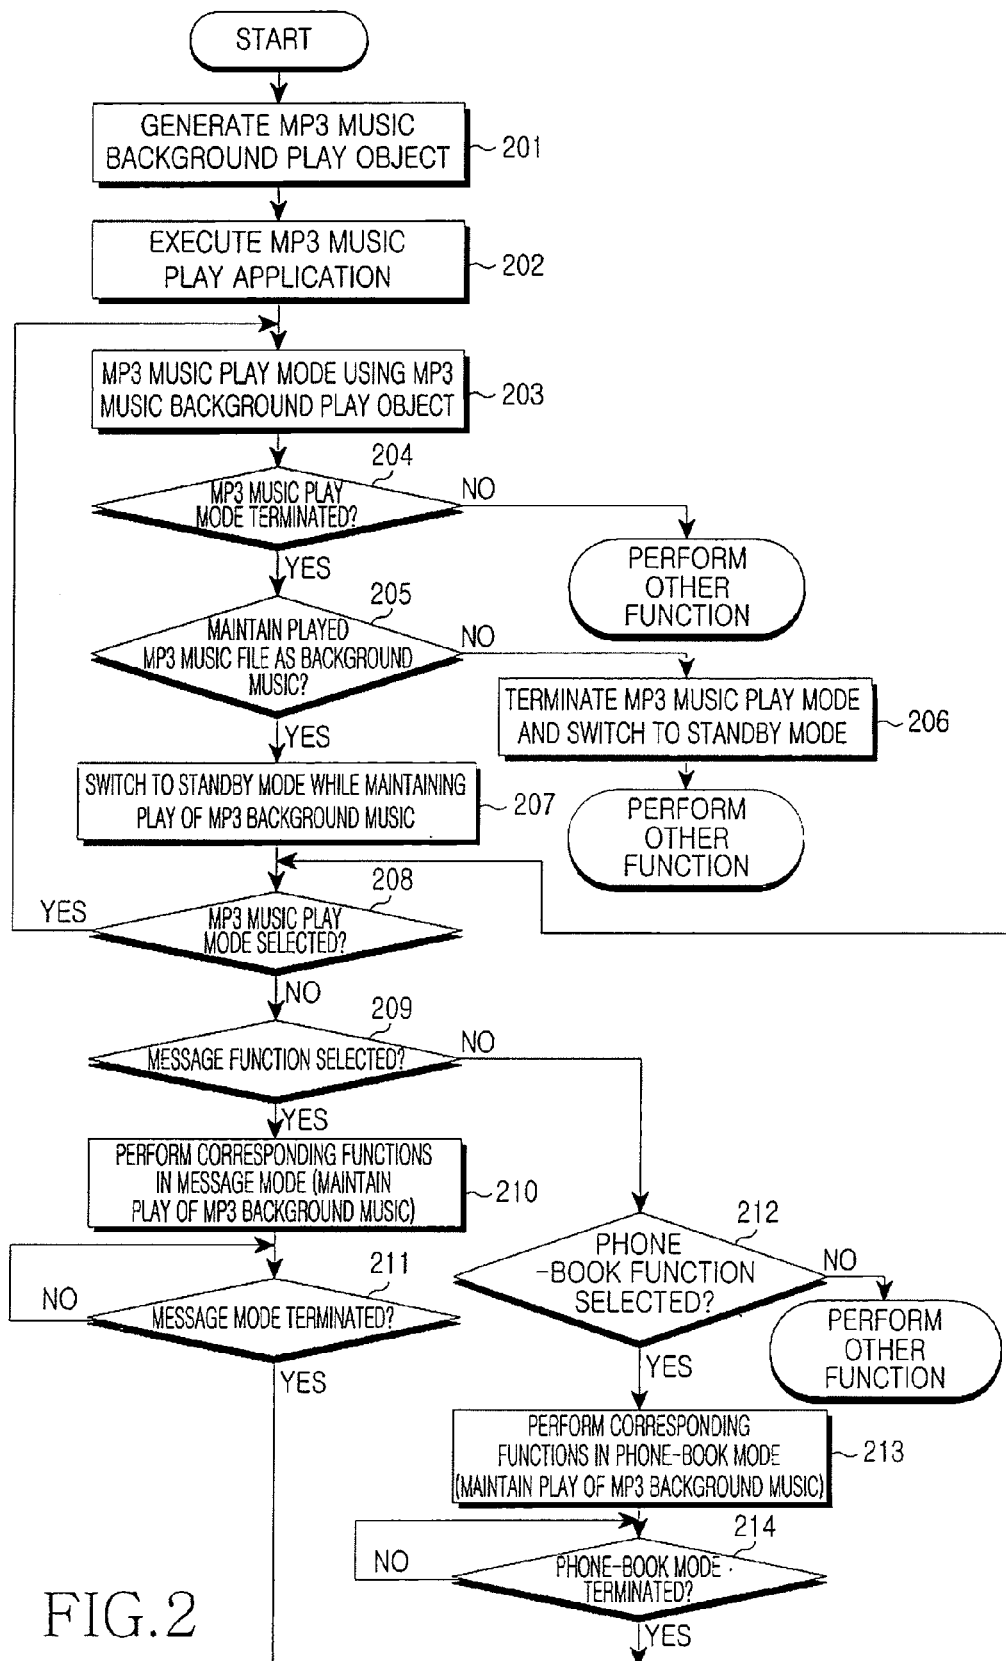 START
GENERATE MP3 MUSIC
BACKGROUND PLAY OBJECT
201
EXECUTE MP3 MUSIC
PLAY APPLICATION
202
MP3 MUSIC PLAY MODE USING MP3
MUSIC BACKGROUND PLAY OBJECT
203
204
MP3 MUSIC PLAY
MODE TERMINATED?
NO
YES
PERFORM
OTHER
FUNCTION
205
MAINTAIN PLAYED
MP3 MUSIC FILE AS BACKGROUND
MUSIC?
NO
YES
TERMINATE MP3 MUSIC PLAY MODE
AND SWITCH TO STANDBY MODE
206
SWITCH TO STANDBY MODE WHILE MAINTAINING
PLAY OF MP3 BACKGROUND MUSIC
207
PERFORM
OTHER
FUNCTION
208
YES
MP3 MUSIC PLAY
MODE SELECTED?
NO
209
MESSAGE FUNCTION SELECTED?
NO
YES
PERFORM CORRESPONDING FUNCTIONS
IN MESSAGE MODE (MAINTAIN
PLAY OF MP3 BACKGROUND MUSIC)
210
212
PHONE
-BOOK FUNCTION
SELECTED?
NO
YES
PERFORM
OTHER
FUNCTION
211
NO
MESSAGE MODE TERMINATED?
YES
PERFORM CORRESPONDING
FUNCTIONS IN PHONE-BOOK MODE
(MAINTAIN PLAY OF MP3 BACKGROUND MUSIC)
213
214
NO
PHONE-BOOK MODE
TERMINATED?
YES
FIG.2